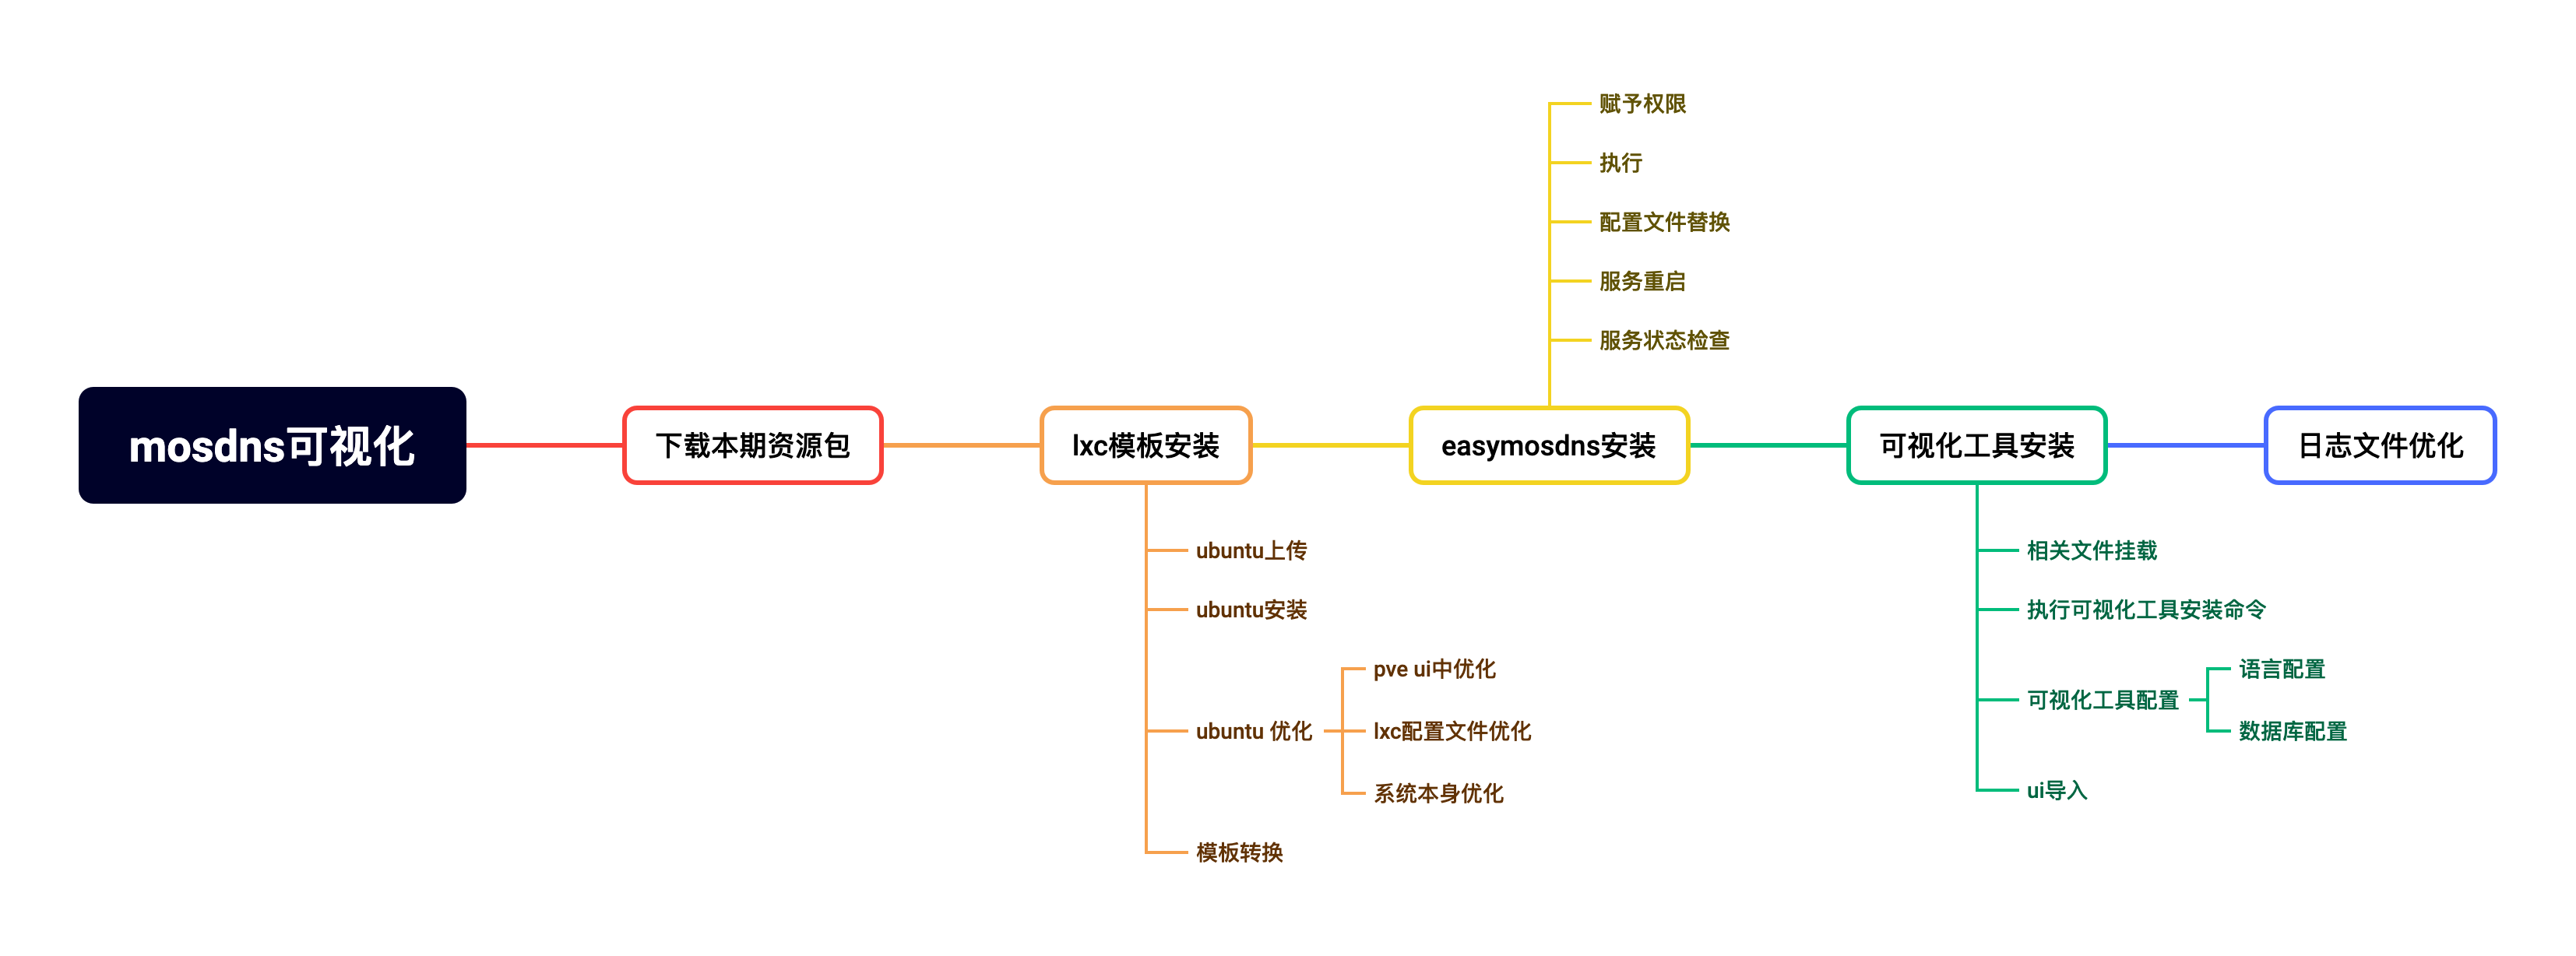 mosdns可视化
下载本期资源包
lxc模板安装
ubuntu上传
ubuntu安装
ubuntu 优化
pve ui中优化
lxc配置文件优化
系统本身优化
模板转换
easymosdns安装
赋予权限
执行
配置文件替换
服务重启
服务状态检查
可视化工具安装
相关文件挂载
执行可视化工具安装命令
可视化工具配置
语言配置
数据库配置
ui导入
日志文件优化